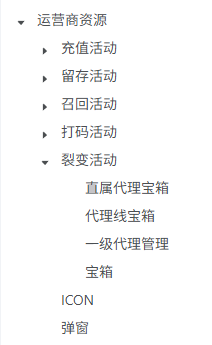 运营商资源
充值活动
留存活动
召回活动
打码活动
裂变活动
直属代理宝箱
代理线宝箱
一级代理管理
宝箱
ICON
弹窗